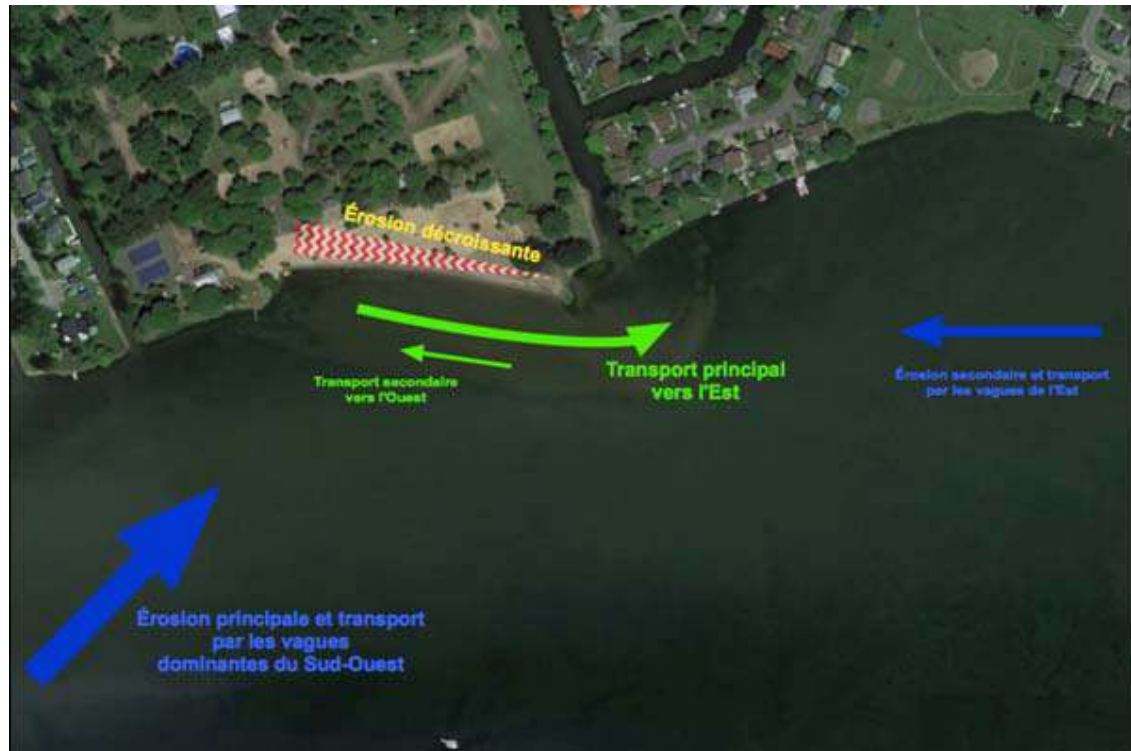 Érosion décroissante
Transport secondaire
vers l'Ouest
Transport principal
vers l'Est
Érosion secondaire et transport
par les vagues de l'Est
Érosion principale et transport
par les vagues
dominantes du Sud-Ouest